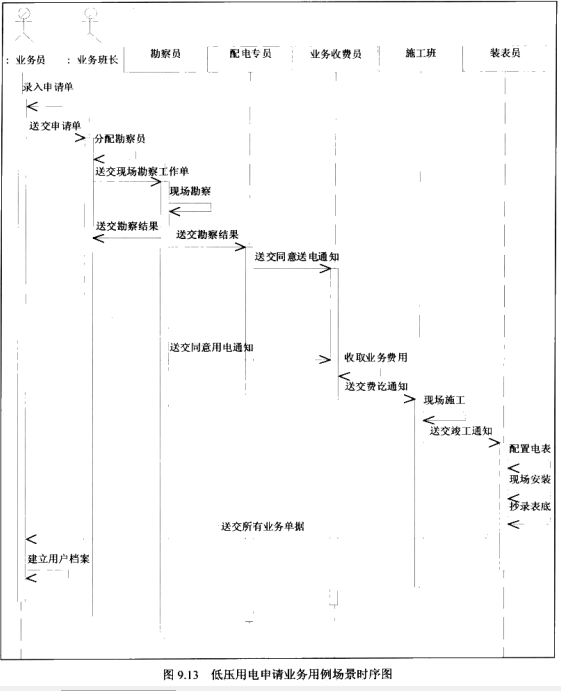 ：业务员
：业务班长
勘察员
配电专员
业务收费员
施工班
装表员
录入申请单
送交申请单
分配勘察员
送交现场勘察工作单
现场勘察
送交勘察结果
送交勘察结果
送交同意送电通知
送交同意用电通知
收取业务费用
送交费讫通知
现场施工
送交竣工通知
配置电表
现场安装
抄录表底
送交所有业务单据
建立用户档案
图 9.13 低压用电申请业务用例场景时序图